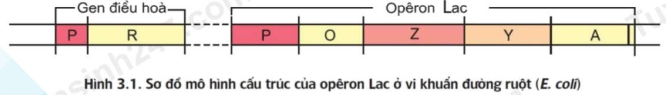 Gen điều hoà Opêron Lac
P R P O Z Y A
Hình 3.1. Sơ đồ mô hình cấu trúc của opêron Lac ở vi khuẩn đường ruột (E. coli)